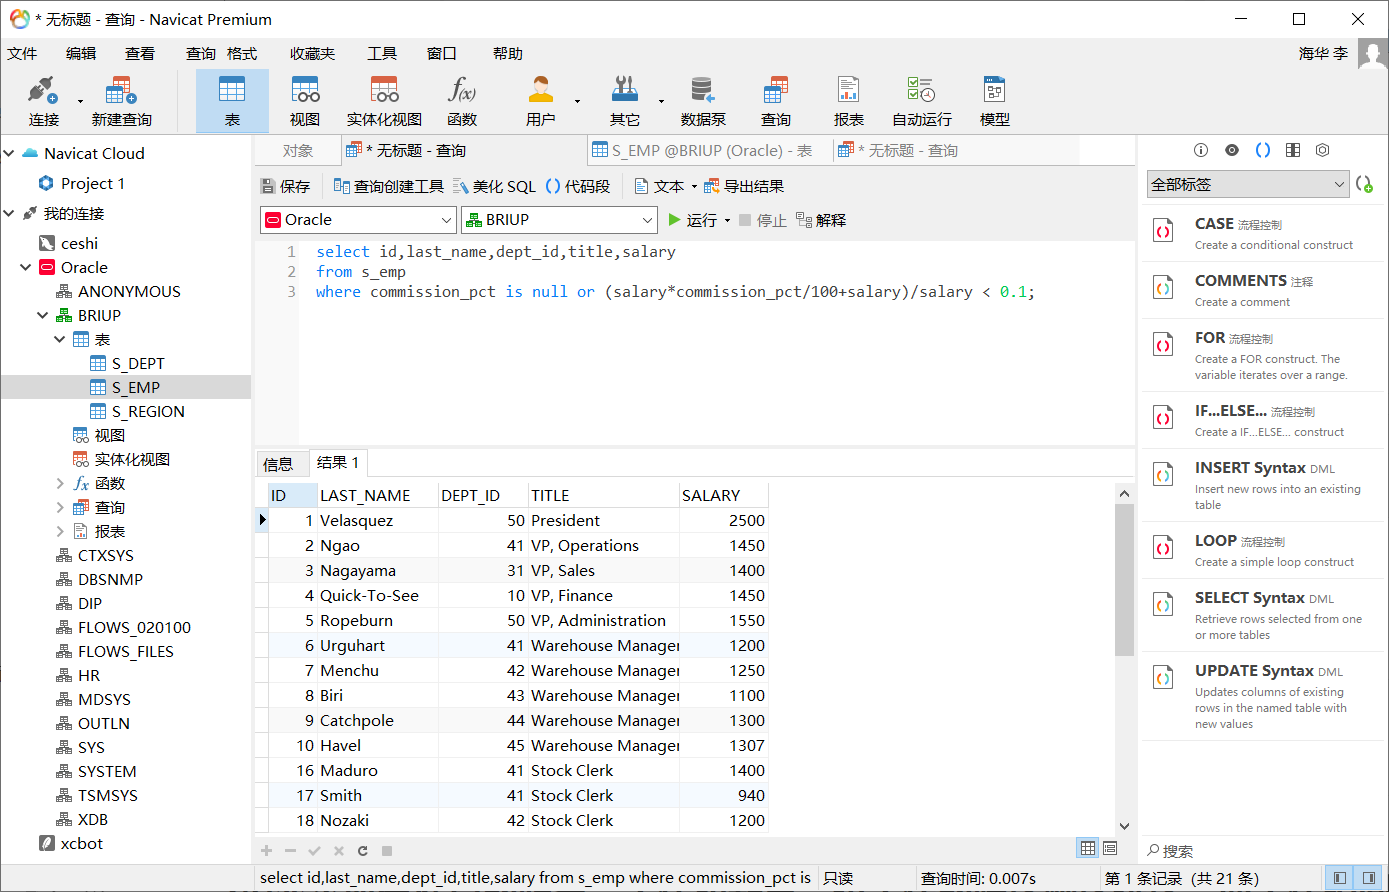 * 无标题 - 查询 - Navicat Premium
文件 编辑 查看 查询 格式 收藏夹 工具 窗口 帮助 海华 李
连接 新建查询 表 视图 实体化视图 函数 用户 其它 数据泵 查询 报表 自动运行 模型
Navicat Cloud
Project 1
我的连接
ceshi
Oracle
ANONYMOUS
BRIUP
表
S_DEPT
S_EMP
S_REGION
视图
实体化视图
函数
查询
报表
CTXSYS
DBSNMP
DIP
FLOWS_020100
FLOWS_FILES
HR
MDSYS
OUTLN
SYS
SYSTEM
TSMSYS
XDB
xcbot
对象 * 无标题 - 查询 S_EMP @BRIUP (Oracle) - 表 * 无标题 - 查询
保存 查询创建工具 美化 SQL 代码段 文本 导出结果
Oracle BRIUP 运行 停止 解释
1 select id,last_name,dept_id,title,salary
2 from s_emp
3 where commission_pct is null or (salary*commission_pct/100+salary)/salary < 0.1;
信息 结果 1
ID LAST_NAME DEPT_ID TITLE SALARY
1 Velasquez 50 President 2500
2 Ngao 41 VP, Operations 1450
3 Nagayama 31 VP, Sales 1400
4 Quick-To-See 10 VP, Finance 1450
5 Ropeburn 50 VP, Administration 1550
6 Urguhart 41 Warehouse Manager 1200
7 Menchu 42 Warehouse Manager 1250
8 Biri 43 Warehouse Manager 1100
9 Catchpole 44 Warehouse Manager 1300
10 Havel 45 Warehouse Manager 1307
16 Maduro 41 Stock Clerk 1400
17 Smith 41 Stock Clerk 940
18 Nozaki 42 Stock Clerk 1200
全部标签
CASE 流程控制
Create a conditional construct
COMMENTS 注释
Create a comment
FOR 流程控制
Create a FOR construct. The
variable iterates over a range.
IF...ELSE... 流程控制
Create a IF...ELSE... construct
INSERT Syntax DML
Insert new rows into an existing
table
LOOP 流程控制
Create a simple loop construct
SELECT Syntax DML
Retrieve rows selected from one
or more tables
UPDATE Syntax DML
Updates columns of existing
rows in the named table with
new values
搜索
select id,last_name,dept_id,title,salary from s_emp where commission_pct is 只读 查询时间: 0.007s 第 1 条记录 (共 21 条)